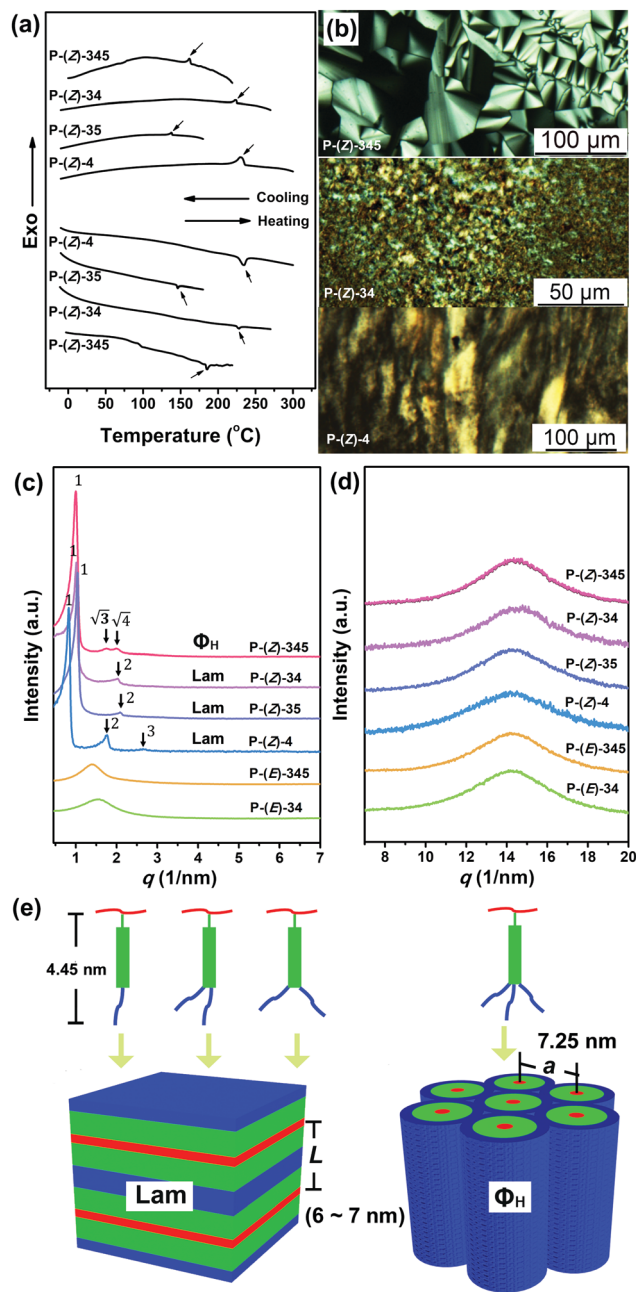 (a)
P-(Z)-345
P-(Z)-34
P-(Z)-35
P-(Z)-4
Cooling
Heating
Exo
P-(Z)-4
P-(Z)-35
P-(Z)-34
P-(Z)-345
0 50 100 150 200 250 300
Temperature (°C)
(b)
100 µm
P-(Z)-345
50 µm
P-(Z)-34
100 µm
P-(Z)-4
(c)
1
1
1
1
√3 √4
ΦH
P-(Z)-345
2
Lam
P-(Z)-34
2
Lam
P-(Z)-35
2 3
Lam
P-(Z)-4
P-(E)-345
P-(E)-34
Intensity (a.u.)
1 2 3 4 5 6 7
q (1/nm)
(d)
P-(Z)-345
P-(Z)-34
P-(Z)-35
P-(Z)-4
P-(E)-345
P-(E)-34
Intensity (a.u.)
8 10 12 14 16 18 20
q (1/nm)
(e)
4.45 nm
7.25 nm
a
L
Lam
(6 ~ 7 nm)
ΦH